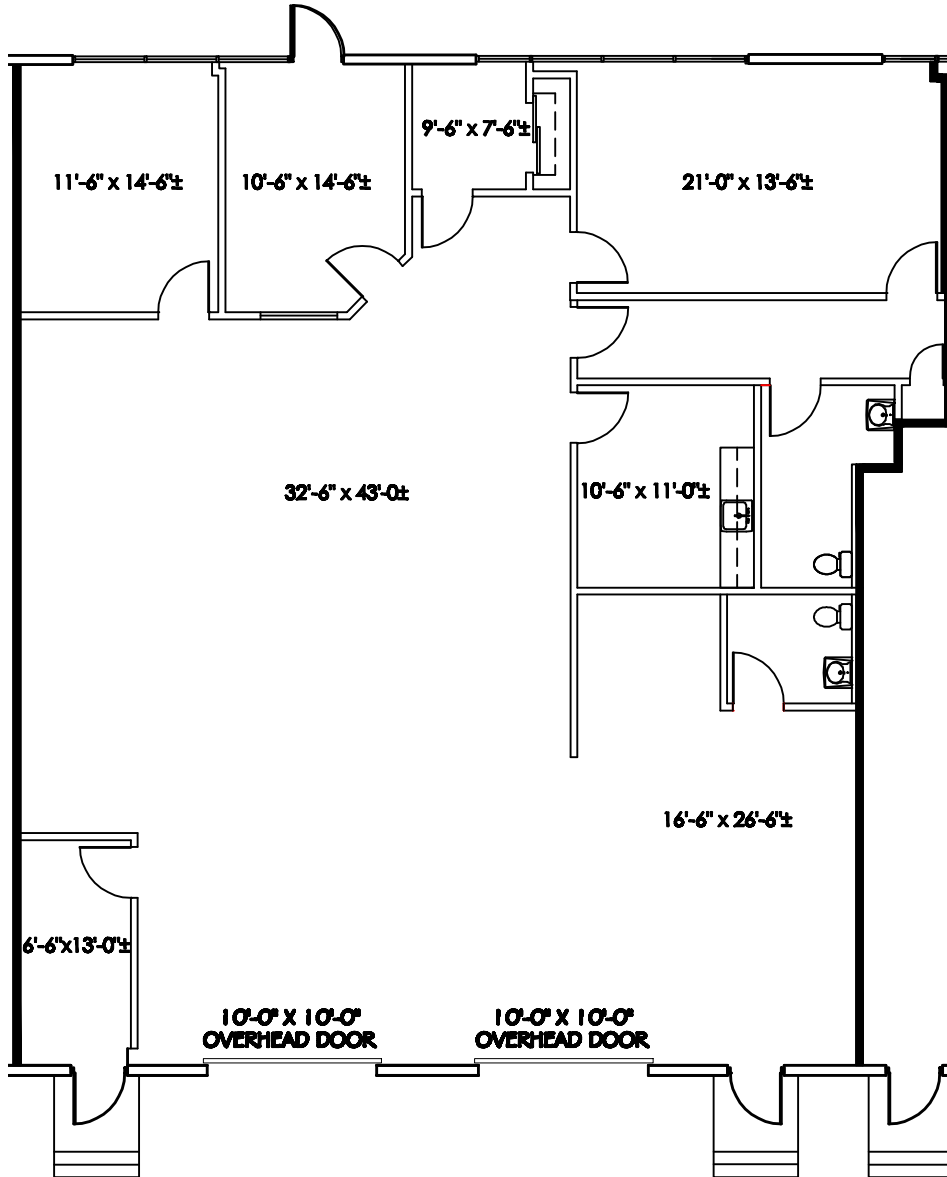 9'-6" x 7'-6"±
11'-6" x 14'-6"±
10'-6" x 14'-6"±
21'-0" x 13'-6"±
32'-6" x 43'-0±
10'-6" x 11'-0"±
16'-6" x 26'-6"±
6'-6"x13'-0"±
10'-0" X 10'-0"
OVERHEAD DOOR
10'-0" X 10'-0"
OVERHEAD DOOR